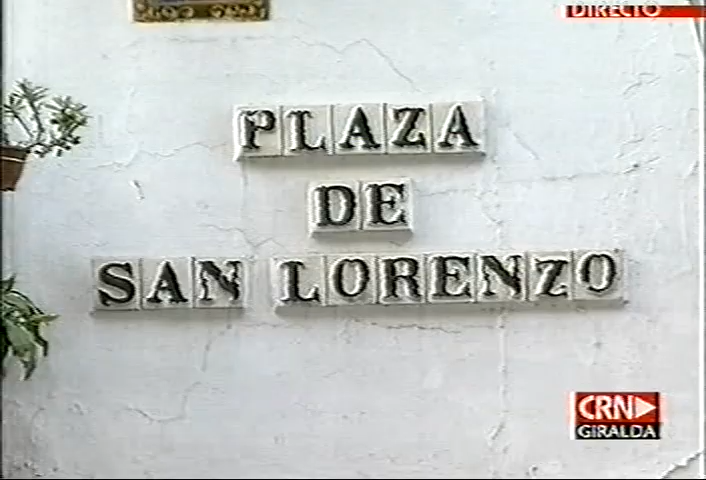 DIRECTO
PLAZA
DE
SAN LORENZO
CRN
GIRALDA